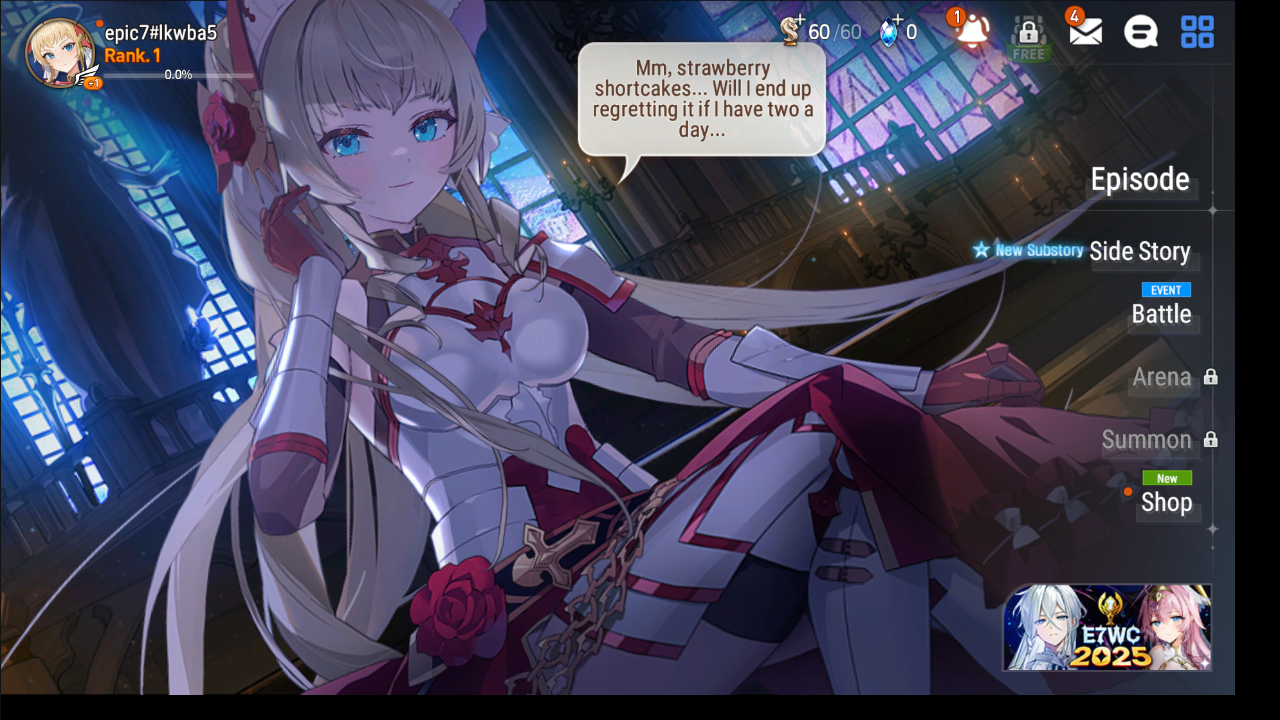 epic7#lkwba5
Rank.1
0.0%
+1
60/60
0
1
FREE
4
Mm, strawberry
shortcakes... Will I end up
regretting it if I have two a
day...
Episode
New Substory Side Story
EVENT
Battle
Arena
Summon
New
Shop
E7WC
2025